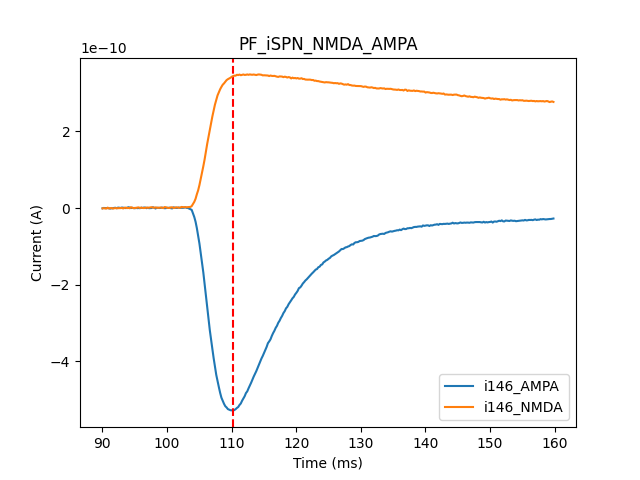 PF_iSPN_NMDA_AMPA
1e−10
2
0
−2
−4
Current (A)
90 100 110 120 130 140 150 160
Time (ms)
i146_AMPA
i146_NMDA